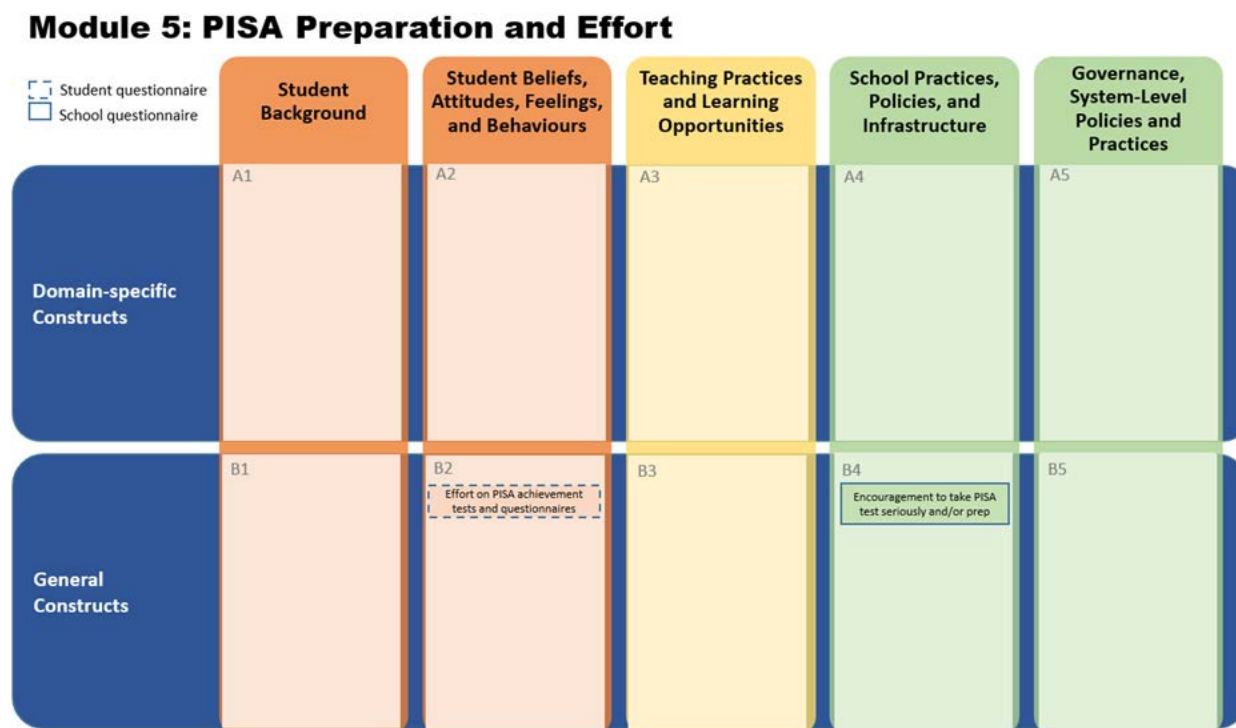 Module 5: PISA Preparation and Effort
Student questionnaire
School questionnaire
Student
Background
Student Beliefs,
Attitudes, Feelings,
and Behaviours
Teaching Practices
and Learning
Opportunities
School Practices,
Policies, and
Infrastructure
Governance,
System-Level
Policies and
Practices
Domain-specific
Constructs
A1
A2
A3
A4
A5
General
Constructs
B1
B2
Effort on PISA achievement
tests and questionnaires
B3
B4
Encouragement to take PISA
test seriously and/or prep
B5